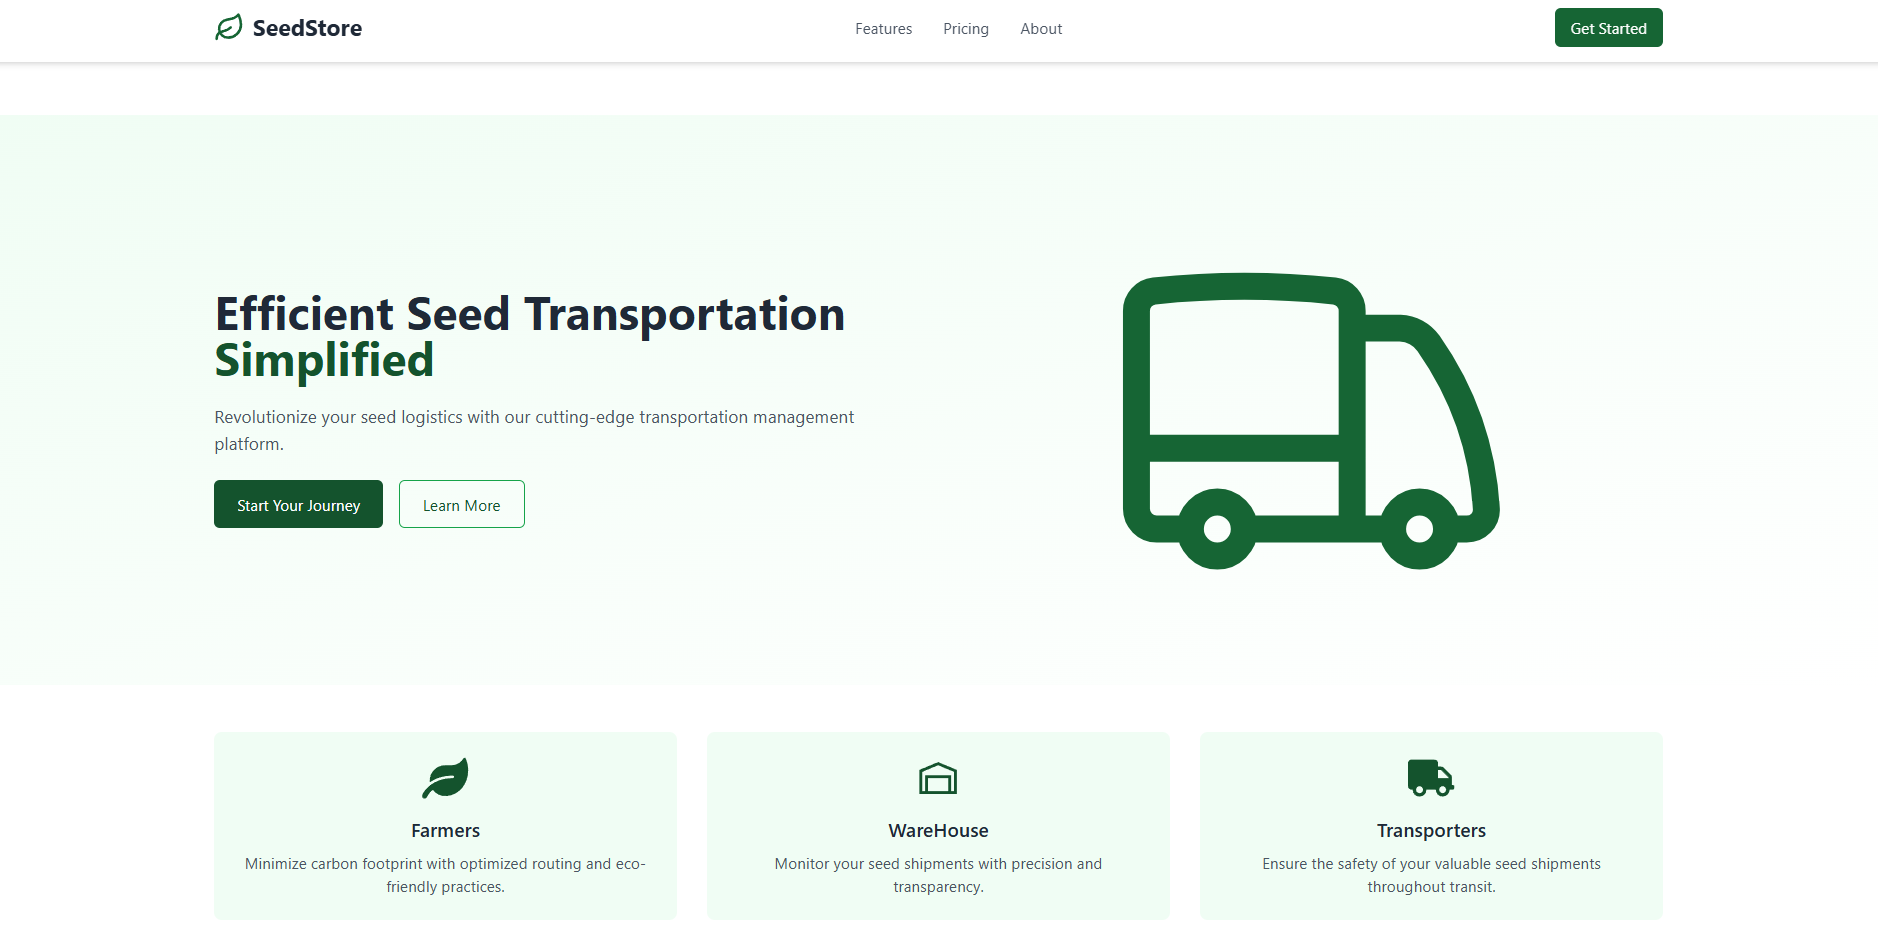 SeedStore
Features
Pricing
About
Get Started
Efficient Seed Transportation
Simplified
Revolutionize your seed logistics with our cutting-edge transportation management
platform.
Start Your Journey
Learn More
Farmers
Minimize carbon footprint with optimized routing and eco-
friendly practices.
WareHouse
Monitor your seed shipments with precision and
transparency.
Transporters
Ensure the safety of your valuable seed shipments
throughout transit.